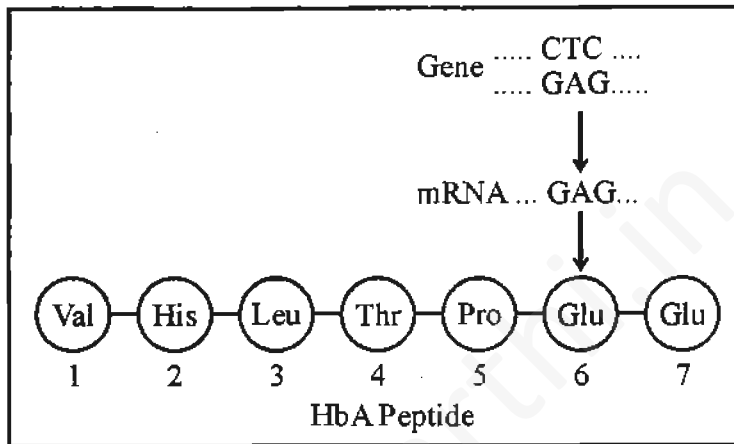 Gene ..... CTC ....
..... GAG.....
mRNA ... GAG...
Val His Leu Thr Pro Glu Glu
1 2 3 4 5 6 7
HbA Peptide